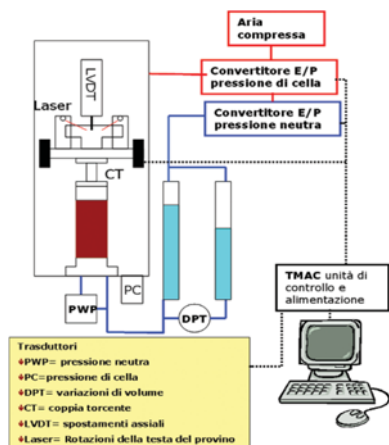 Aria
compressa
Convertitore E/P
pressione di cella
Convertitore E/P
pressione neutra
LVDT
Laser
CT
PC
PWP
DPT
TMAC unità di
controllo e
alimentazione
Trasduttori
PWP= pressione neutra
PC=pressione di cella
DPT= variazioni di volume
CT= coppia torcente
LVDT= spostamenti assiali
Laser= Rotazioni della testa del provino